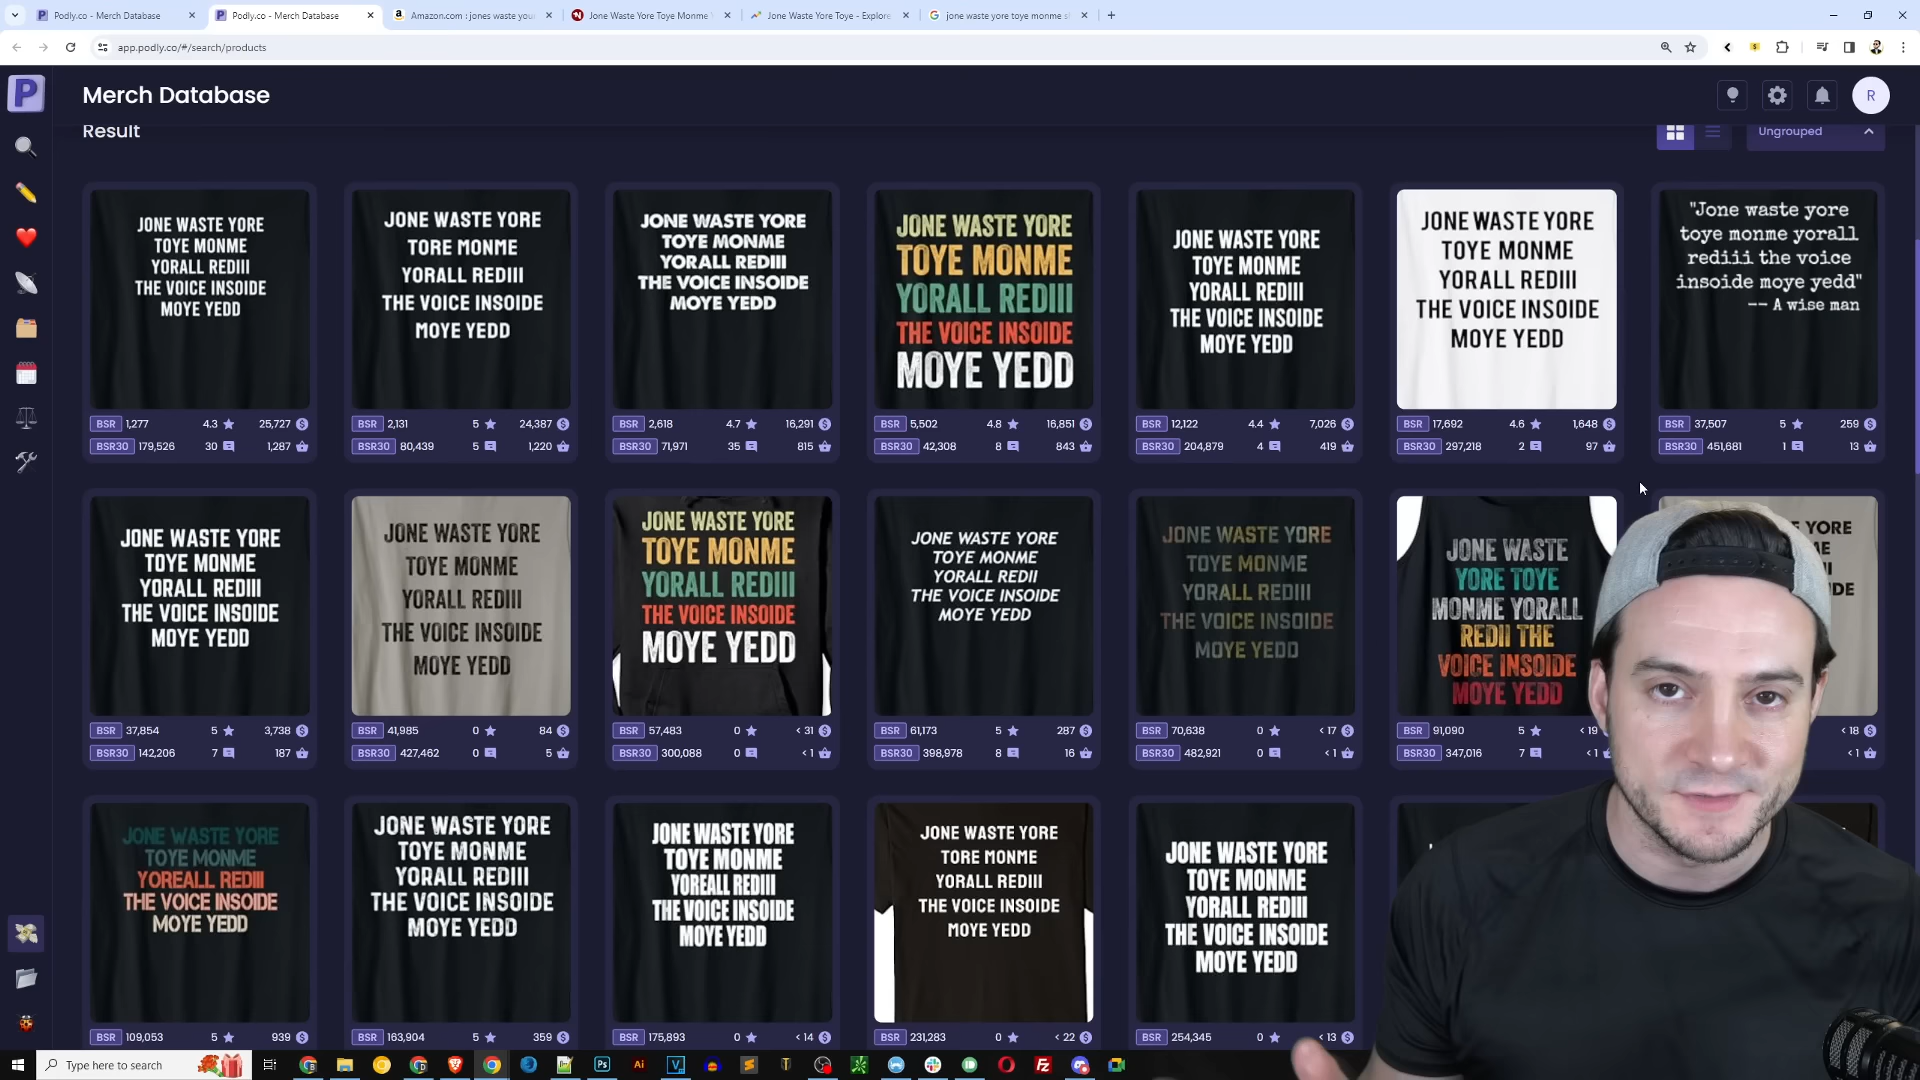 Podly.co - Merch Database
Podly.co - Merch Database
Amazon.com : jones waste you
Jone Waste Yore Toye Monme
Jone Waste Yore Toye - Explore
jone waste yore toye monme s
app.podly.co/#/search/products
Merch Database
R
Result
Ungrouped
JONE WASTE YORE
TOYE MONME
YORALL REDIII
THE VOICE INSOIDE
MOYE YEDD
BSR 1,277 4.3 25,727
BSR30 179,526 30 1,287
JONE WASTE YORE
TORE MONME
YORALL REDIII
THE VOICE INSOIDE
MOYE YEDD
BSR 2,131 5 24,387
BSR30 80,439 5 1,220
JONE WASTE YORE
TOYE MONME
YORALL REDIII
THE VOICE INSOIDE
MOYE YEDD
BSR 2,618 4.7 16,291
BSR30 71,971 35 815
JONE WASTE YORE
TOYE MONME
YORALL REDIII
THE VOICE INSOIDE
MOYE YEDD
BSR 5,502 4.8 16,851
BSR30 42,308 8 843
JONE WASTE YORE
TOYE MONME
YORALL REDIII
THE VOICE INSOIDE
MOYE YEDD
BSR 12,122 4.4 7,026
BSR30 204,879 4 419
JONE WASTE YORE
TOYE MONME
YORALL REDIII
THE VOICE INSOIDE
MOYE YEDD
BSR 17,692 4.6 1,648
BSR30 297,218 2 97
"Jone waste yore
toye monme yorall
rediii the voice
insoide moye yedd"
-- A wise man
BSR 37,507 5 259
BSR30 451,681 1 13
JONE WASTE YORE
TOYE MONME
YORALL REDIII
THE VOICE INSOIDE
MOYE YEDD
BSR 37,854 5 3,738
BSR30 142,206 7 187
JONE WASTE YORE
TOYE MONME
YORALL REDIII
THE VOICE INSOIDE
MOYE YEDD
BSR 41,985 0 84
BSR30 427,462 0 5
JONE WASTE YORE
TOYE MONME
YORALL REDIII
THE VOICE INSOIDE
MOYE YEDD
BSR 57,483 0 < 31
BSR30 300,088 0 < 1
JONE WASTE YORE
TOYE MONME
YORALL REDII
THE VOICE INSOIDE
MOYE YEDD
BSR 61,173 5 287
BSR30 398,978 8 16
JONE WASTE YORE
TOYE MONME
YORALL REDIII
THE VOICE INSOIDE
MOYE YEDD
BSR 70,638 0 < 17
BSR30 482,921 0 < 1
JONE WASTE
YORE TOYE
MONME YORALL
REDII THE
VOICE INSOIDE
MOYE YEDD
BSR 91,090 5 < 19
BSR30 347,016 7 < 1
YORE
< 18
< 1
JONE WASTE YORE
TOYE MONME
YOREALL REDIII
THE VOICE INSOIDE
MOYE YEDD
BSR 109,053 5 939
JONE WASTE YORE
TOYE MONME
YORALL REDIII
THE VOICE INSOIDE
MOYE YEDD
BSR 163,904 5 359
JONE WASTE YORE
TOYE MONME
YOREALL REDIII
THE VOICE INSOIDE
MOYE YEDD
BSR 175,893 0 < 14
JONE WASTE YORE
TORE MONME
YORALL REDIII
THE VOICE INSOIDE
MOYE YEDD
BSR 231,283 0 < 22
JONE WASTE YORE
TOYE MONME
YORALL REDIII
THE VOICE INSOIDE
MOYE YEDD
BSR 254,345 0 < 13
Type here to search